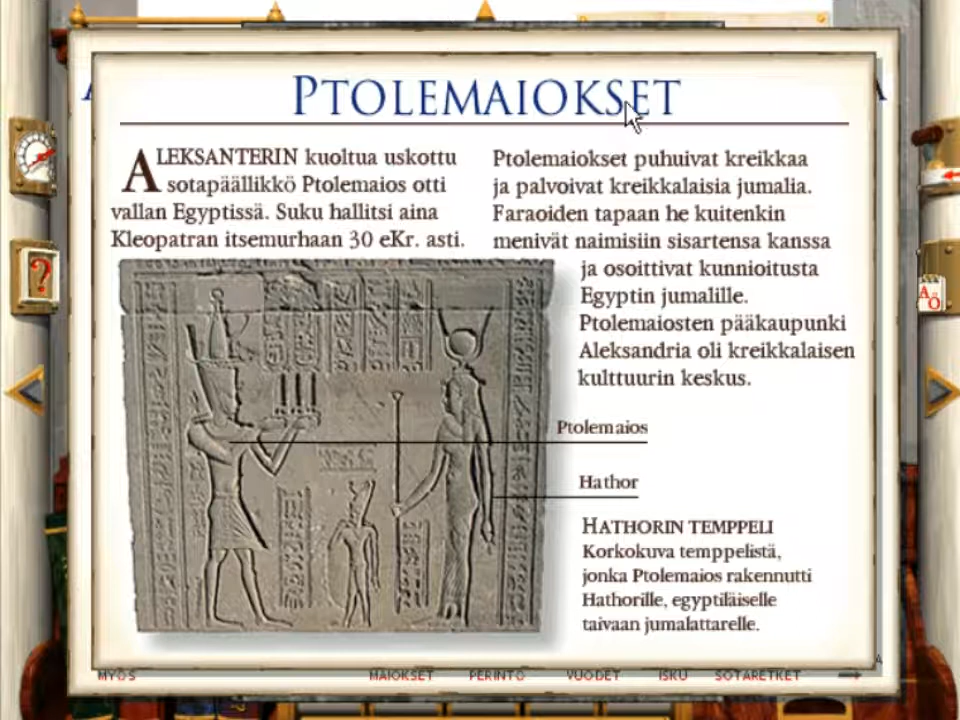 PTOLEMAIOKSET
ALEKSANTERIN kuoltua uskottu
sotapäällikkö Ptolemaios otti
vallan Egyptissä. Suku hallitsi aina
Kleopatran itsemurhaan 30 eKr. asti.
Ptolemaiokset puhuivat kreikkaa
ja palvoivat kreikkalaisia jumalia.
Faraoiden tapaan he kuitenkin
menivät naimisiin sisartensa kanssa
ja osoittivat kunnioitusta
Egyptin jumalille.
Ptolemaiosten pääkaupunki
Aleksandria oli kreikkalaisen
kulttuurin keskus.
Ptolemaios
Hathor
HATHORIN TEMPPELI
Korkokuva temppelistä,
jonka Ptolemaios rakennutti
Hathorille, egyptiläiselle
taivaan jumalattarelle.
?
A
Ö
MYÖS MAIOKSET PERINTÖ VUODET ISKU SOTARETKET